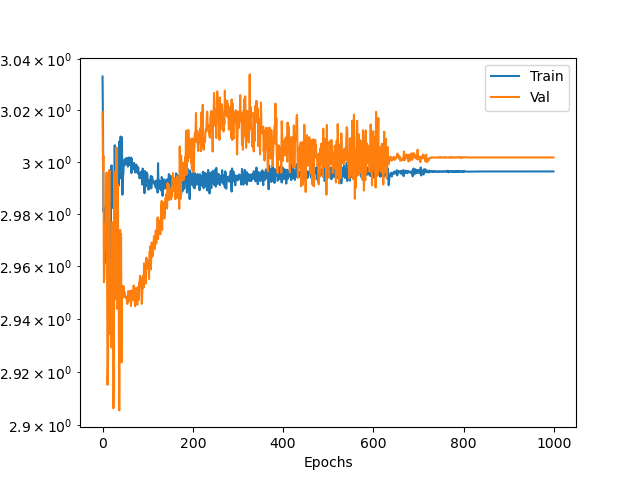 3.04 × 10⁰
3.02 × 10⁰
3 × 10⁰
2.98 × 10⁰
2.96 × 10⁰
2.94 × 10⁰
2.92 × 10⁰
2.9 × 10⁰
0 200 400 600 800 1000
Epochs
Train
Val